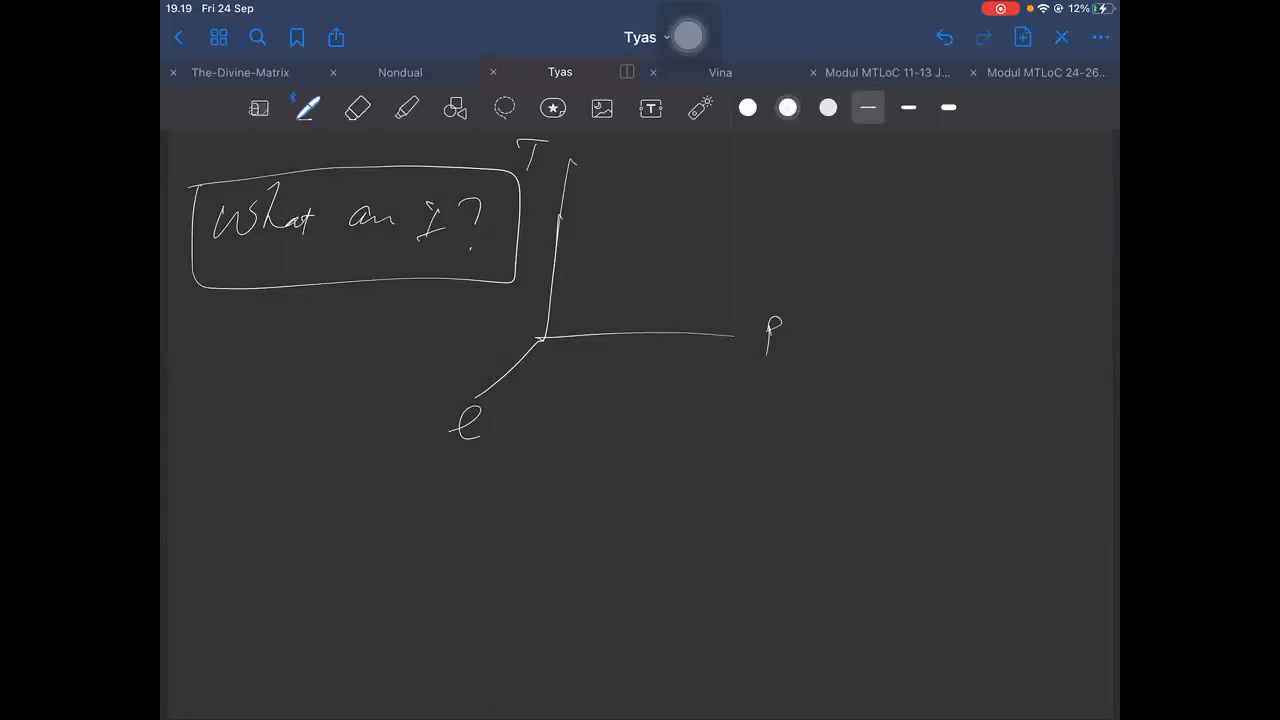 19.19 Fri 24 Sep
12%
Tyas
The-Divine-Matrix
Nondual
Tyas
Vina
Modul MTLoC 11-13 J...
Modul MTLoC 24-26...
T
T
What am I?
P
e